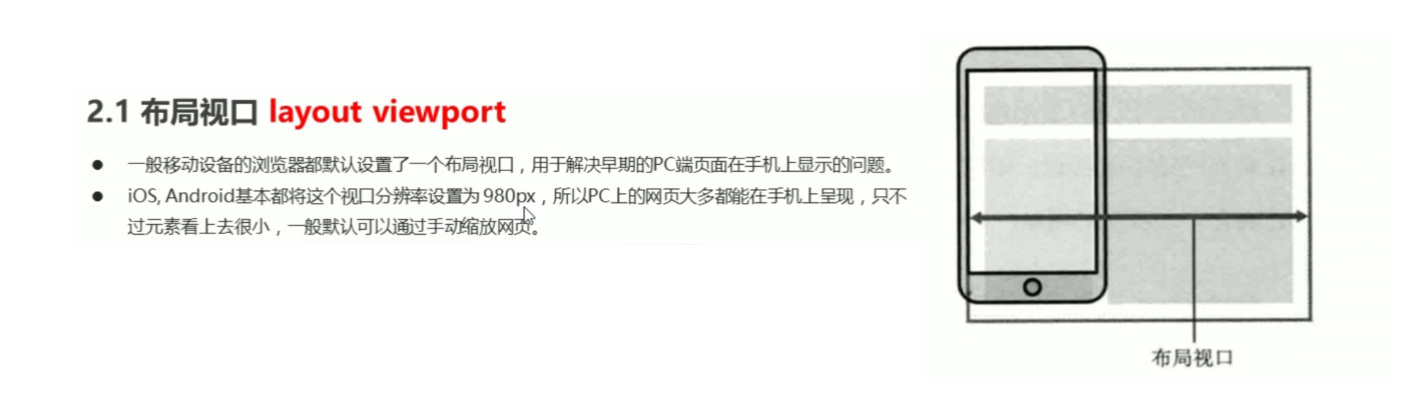 2.1 布局视口 layout viewport
● 一般移动设备的浏览器都默认设置了一个布局视口，用于解决早期的PC端页面在手机上显示的问题。
● iOS, Android基本都将这个视口分辨率设置为 980px，所以PC上的网页大多都能在手机上呈现，只不
过元素看上去很小，一般默认可以通过手动缩放网页。
布局视口